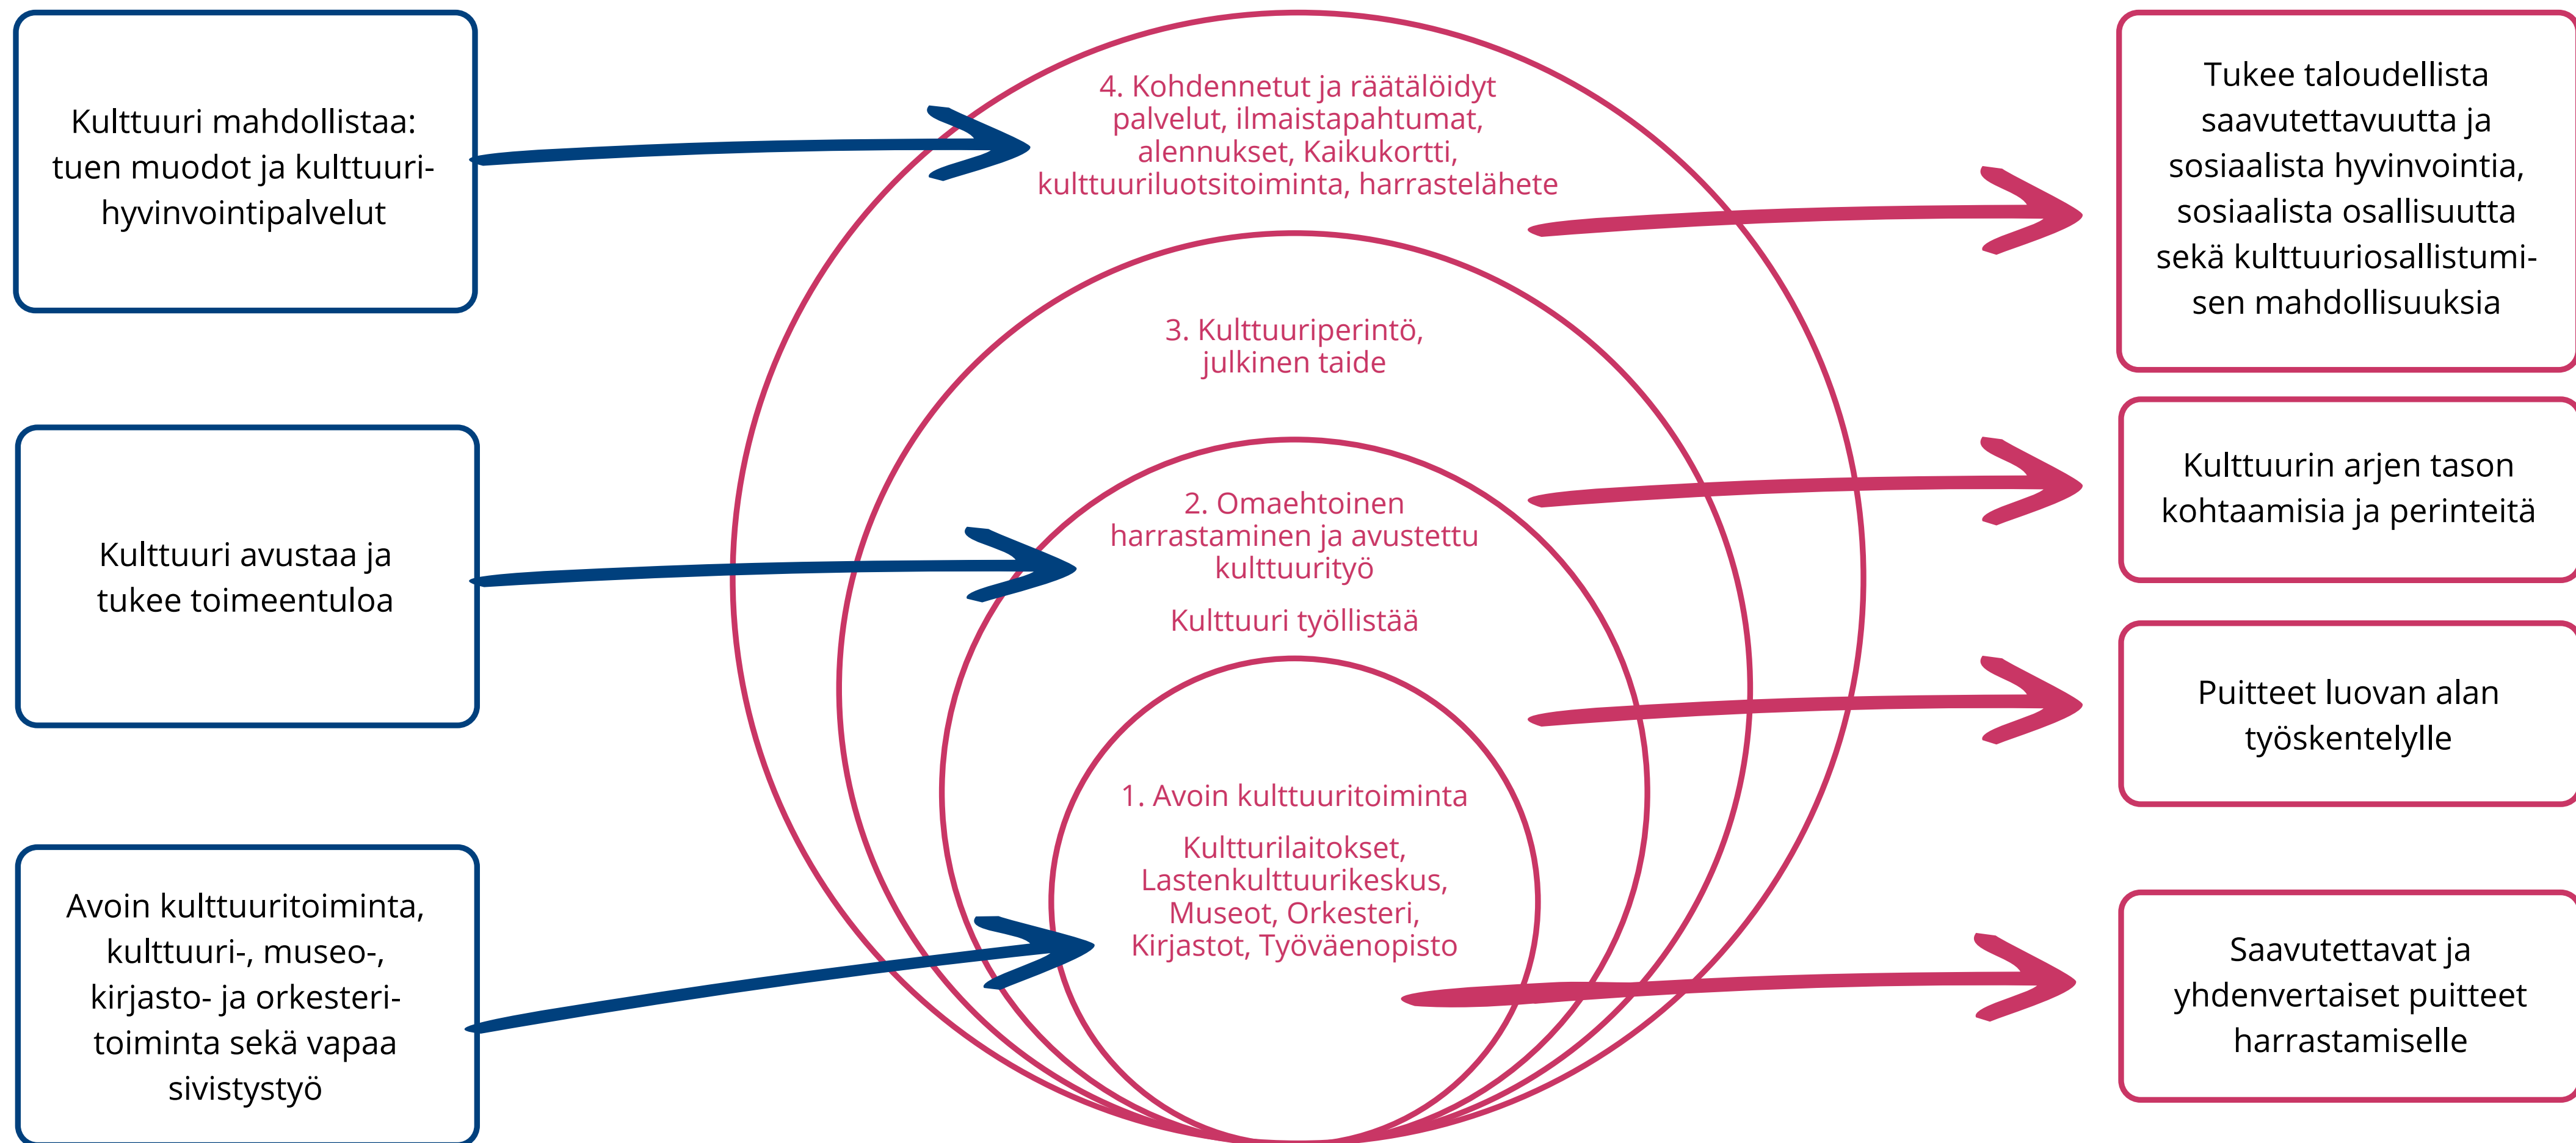 Kulttuuri mahdollistaa:
tuen muodot ja kulttuuri-
hyvinvointipalvelut
Kulttuuri avustaa ja
tukee toimeentuloa
Avoin kulttuuritoiminta,
kulttuuri-, museo-,
kirjasto- ja orkesteri-
toiminta sekä vapaa
sivistystyö
4. Kohdennetut ja räätälöidyt
palvelut, ilmaistapahtumat,
alennukset, Kaikukortti,
kulttuuriluotsitoiminta, harrastelähete
3. Kulttuuriperintö,
julkinen taide
2. Omaehtoinen
harrastaminen ja avustettu
kulttuurityö
Kulttuuri työllistää
1. Avoin kulttuuritoiminta
Kultturilaitokset,
Lastenkulttuurikeskus,
Museot, Orkesteri,
Kirjastot, Työväenopisto
Tukee taloudellista
saavutettavuutta ja
sosiaalista hyvinvointia,
sosiaalista osallisuutta
sekä kulttuuriosallistumi-
sen mahdollisuuksia
Kulttuurin arjen tason
kohtaamisia ja perinteitä
Puitteet luovan alan
työskentelylle
Saavutettavat ja
yhdenvertaiset puitteet
harrastamiselle